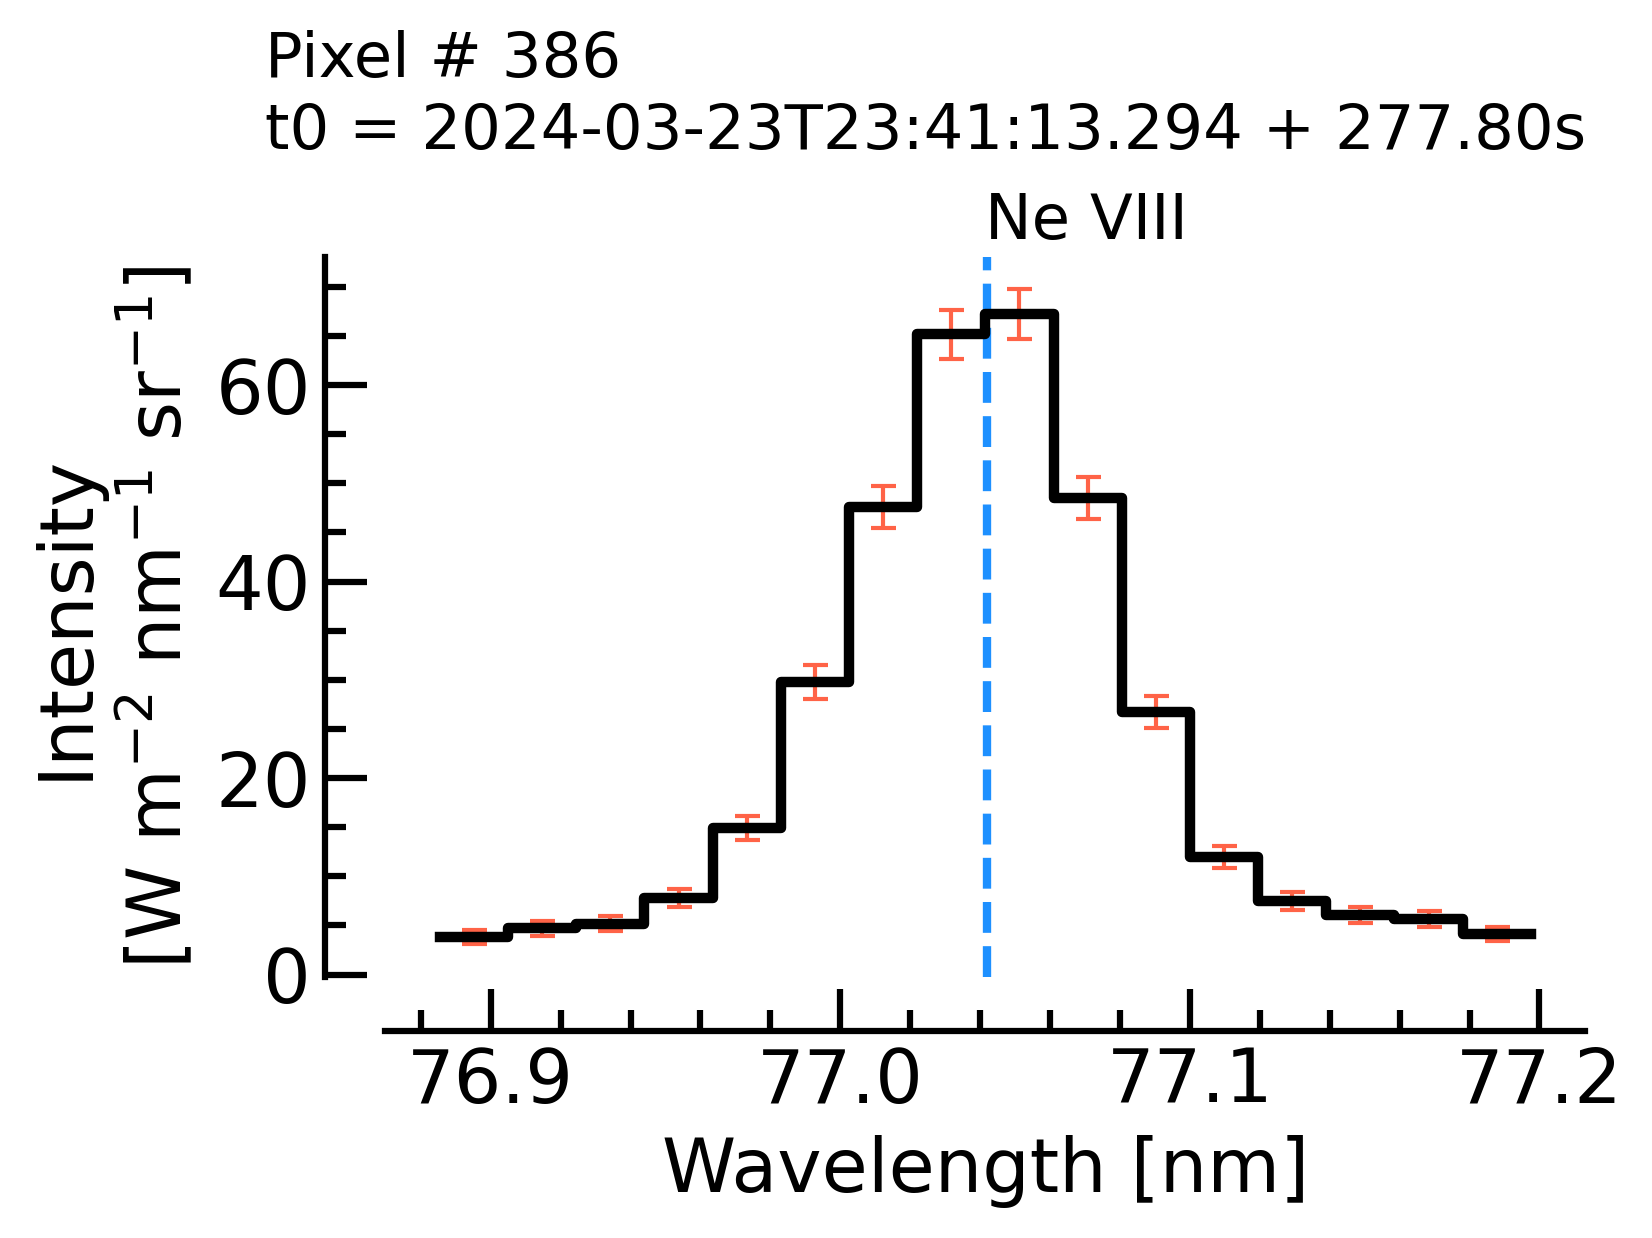 Pixel # 386
t0 = 2024-03-23T23:41:13.294 + 277.80s
Ne VIII
Intensity
[W m⁻² nm⁻¹ sr⁻¹]
60
40
20
0
76.9 77.0 77.1 77.2
Wavelength [nm]